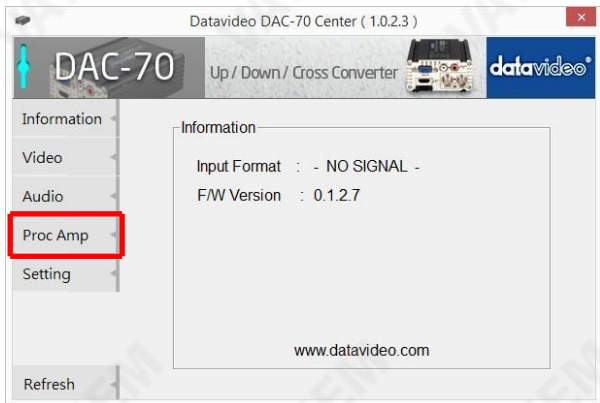 Datavideo DAC-70 Center ( 1.0.2.3 )
DAC-70
Up / Down / Cross Converter
datavideo®
Information
Video
Audio
Proc Amp
Setting
Refresh
Information
Input Format : - NO SIGNAL -
F/W Version : 0.1.2.7
www.datavideo.com